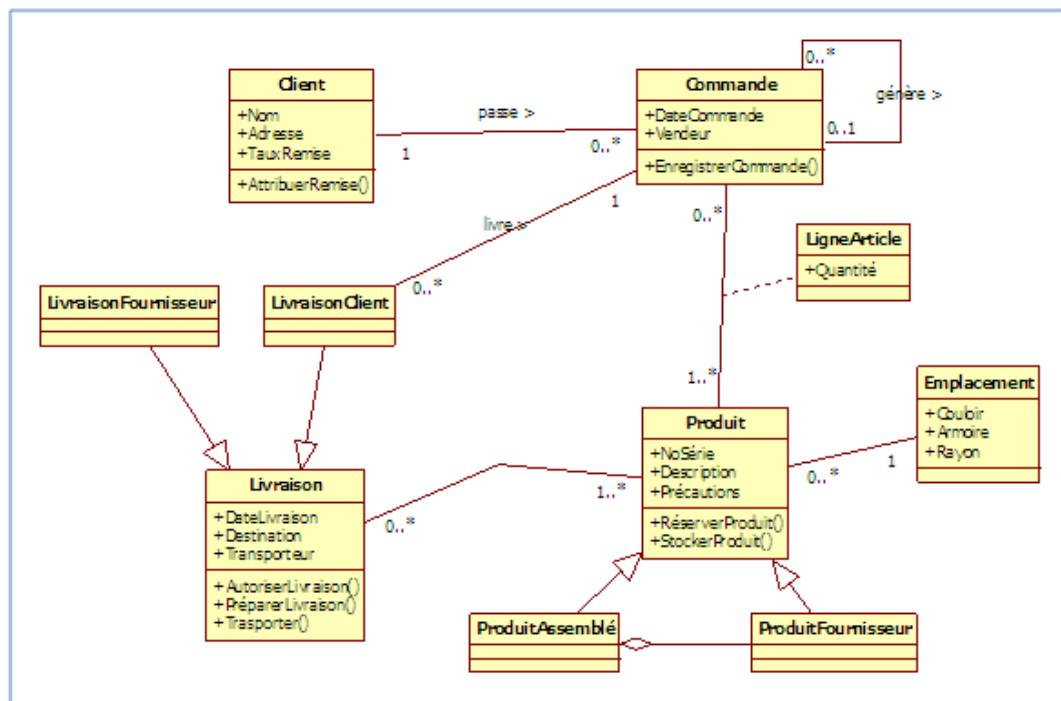 Client
+Nom
+Adresse
+TauxRemise
+AttribuerRemise()
passe >
1
0..*
Commande
+DateCommande
+Vendeur
+EnregistrerCommande()
0..*
génère >
0..1
livre >
1
0..*
0..*
LigneArticle
+Quantité
LivraisonFournisseur
LivraisonClient
1..*
Emplacement
+Couloir
+Armoire
+Rayon
Produit
+NoSérie
+Description
+Précautions
+RéserverProduit()
+StockerProduit()
0..*
1
Livraison
+DateLivraison
+Destination
+Transporteur
+AutoriserLivraison()
+PréparerLivraison()
+Trasporter()
0..*
1..*
ProduitAssemblé
ProduitFournisseur